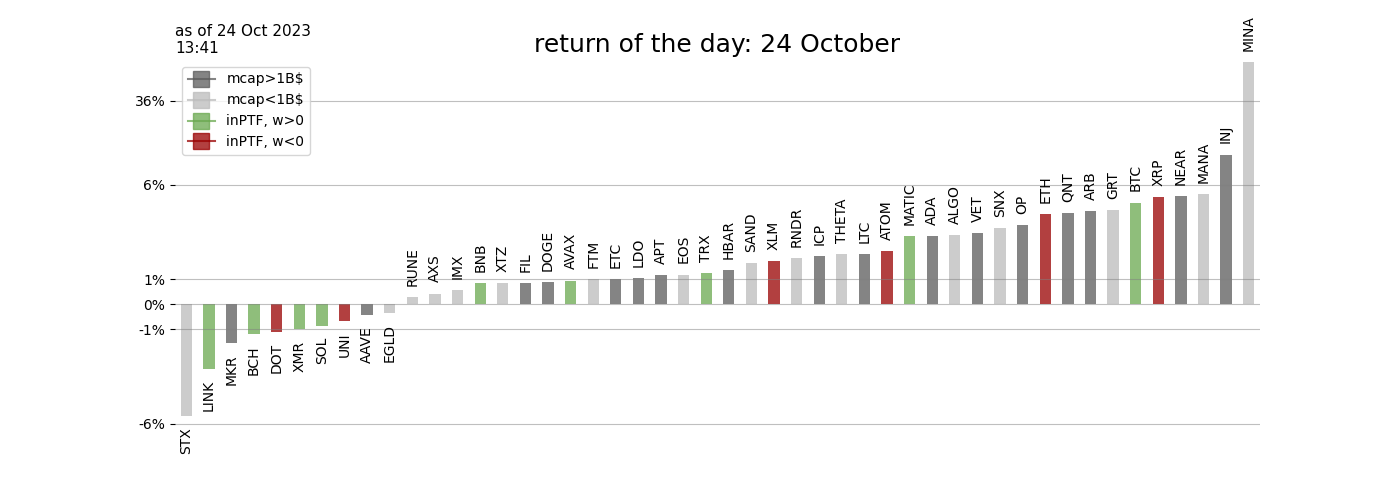 as of 24 Oct 2023
13:41
return of the day: 24 October
mcap>1B$
mcap<1B$
inPTF, w>0
inPTF, w<0
36%
6%
1%
0%
-1%
-6%
STX
LINK
MKR
BCH
DOT
XMR
SOL
UNI
AAVE
EGLD
RUNE
AXS
IMX
BNB
XTZ
FIL
DOGE
AVAX
FTM
ETC
LDO
APT
EOS
TRX
HBAR
SAND
XLM
RNDR
ICP
THETA
LTC
ATOM
MATIC
ADA
ALGO
VET
SNX
OP
ETH
QNT
ARB
GRT
BTC
XRP
NEAR
MANA
INJ
MINA